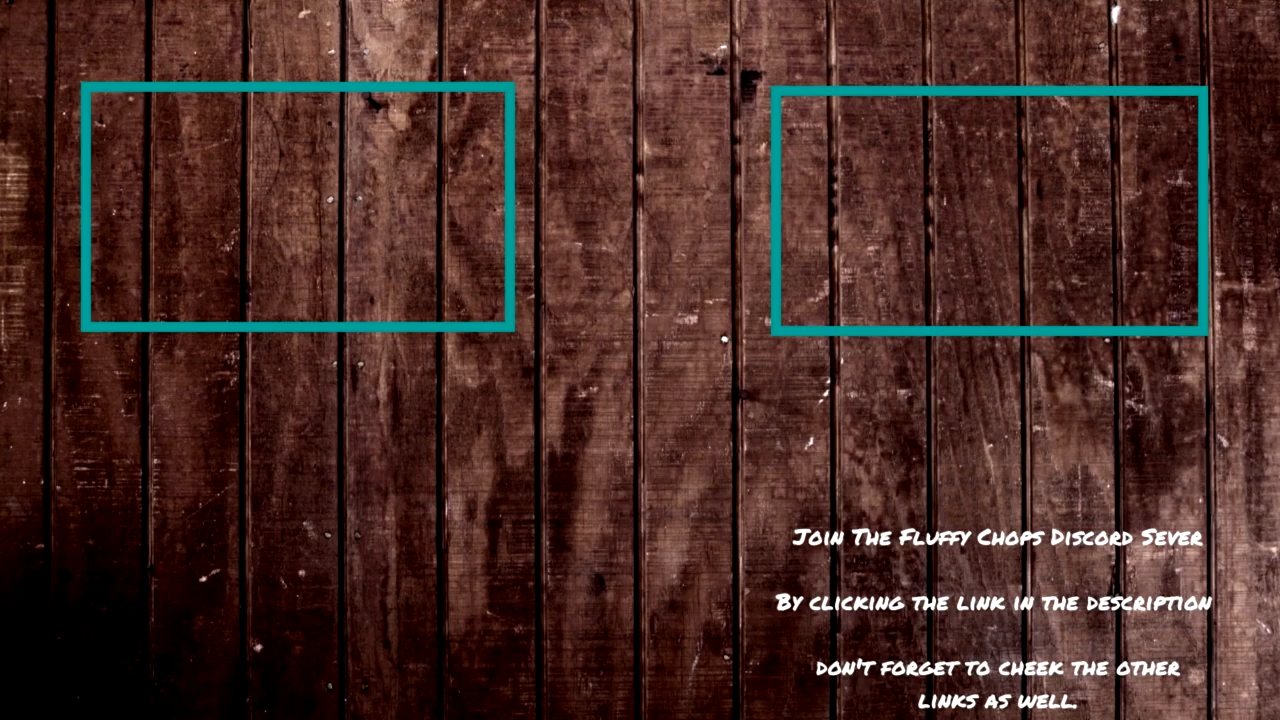 Join The Fluffy Chops Discord Sever
By clicking the link in the description
don't forget to cheek the other
links as well.